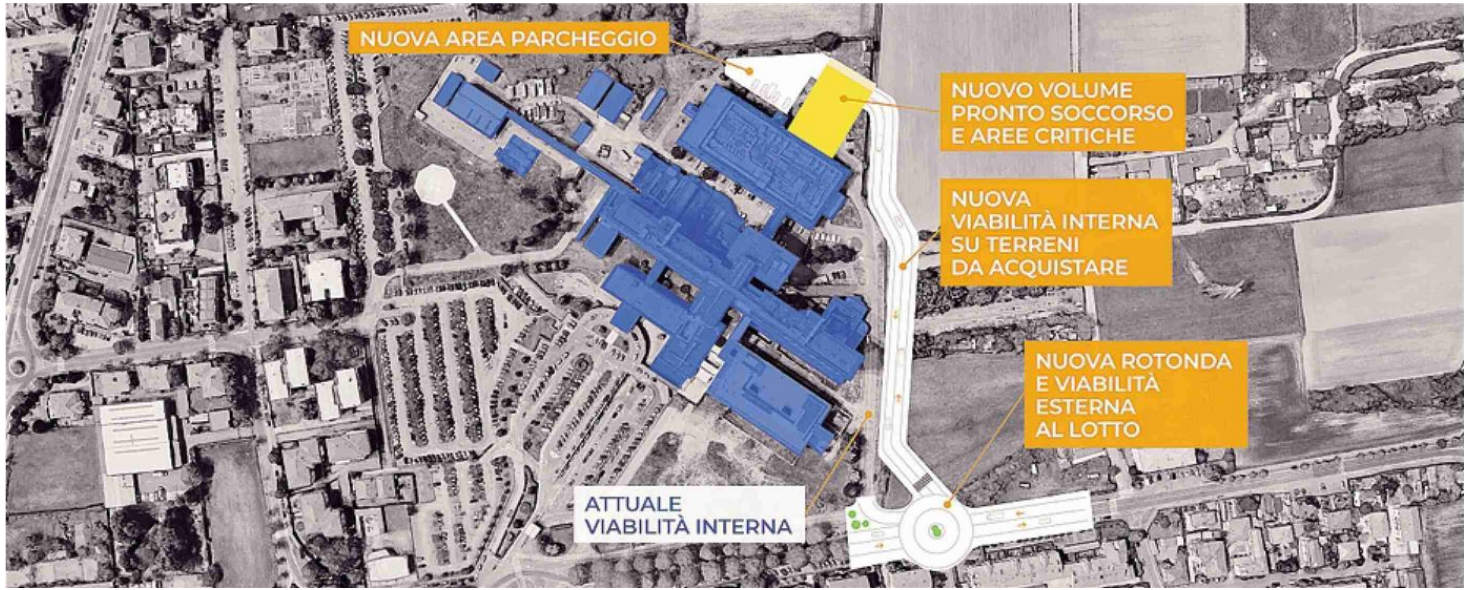 NUOVA AREA PARCHEGGIO
NUOVO VOLUME
PRONTO SOCCORSO
E AREE CRITICHE
NUOVA
VIABILITÀ INTERNA
SU TERRENI
DA ACQUISTARE
NUOVA ROTONDA
E VIABILITÀ
ESTERNA
AL LOTTO
ATTUALE
VIABILITÀ INTERNA